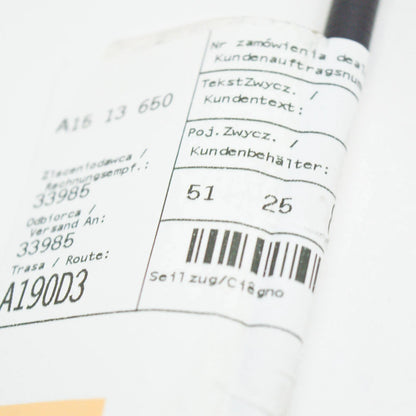 A16 13 650
Zleceniodawca /
Rechnungsempf.:
33985
Odbiorca /
Versand An:
33985
Trasa / Route:
A190D3
Nr zamówienia
Kundenauftragsnu
TekstZwycz. /
Kundentext:
Poj.Zwycz. /
Kundenbehälter:
51 25
Seilzug/Cięgno